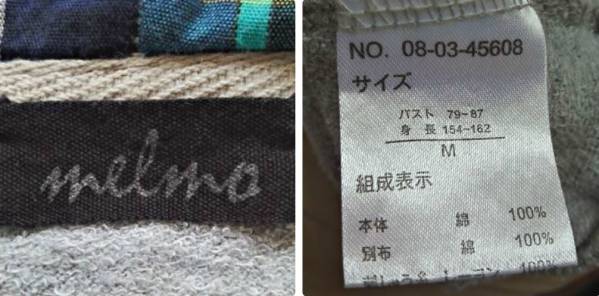 melmo
NO. 08-03-45608
サイズ
バスト 79~87
身長 154~162
M
組成表示
本体 綿 100%
別布 綿 100%
100%